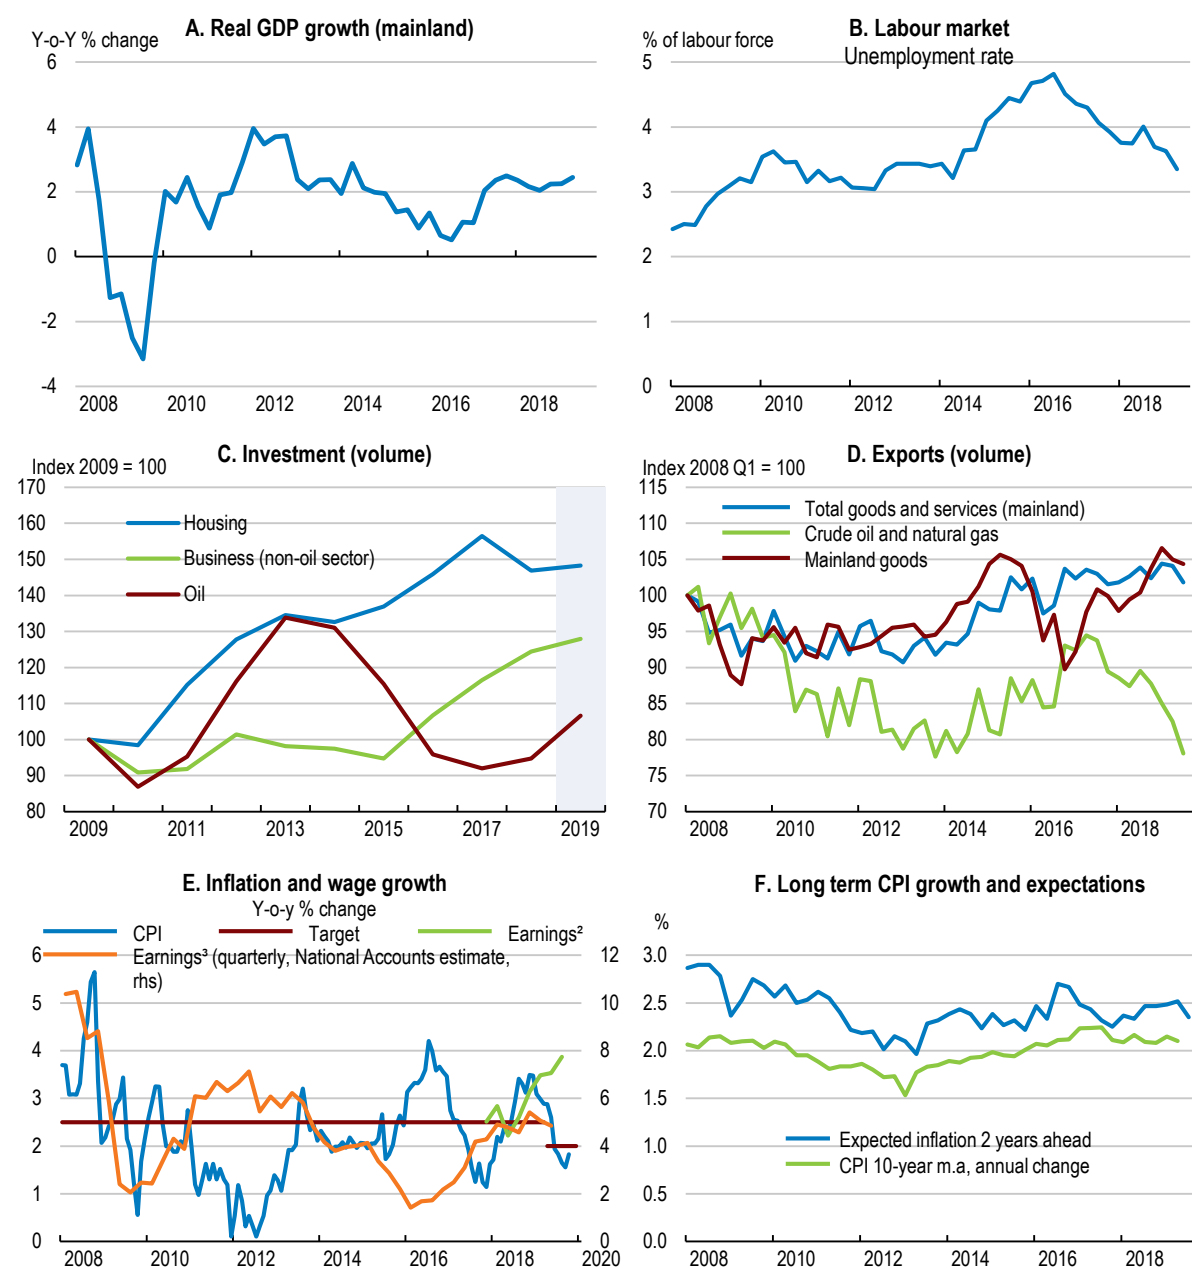 A. Real GDP growth (mainland)
Y-o-Y % change
6
4
2
0
-2
-4
2008 2010 2012 2014 2016 2018
B. Labour market
% of labour force
Unemployment rate
5
4
3
2
1
0
2008 2010 2012 2014 2016 2018
C. Investment (volume)
Index 2009 = 100
170
160
150
140
130
120
110
100
90
80
Housing
Business (non-oil sector)
Oil
2009 2011 2013 2015 2017 2019
D. Exports (volume)
Index 2008 Q1 = 100
115
110
105
100
95
90
85
80
75
70
Total goods and services (mainland)
Crude oil and natural gas
Mainland goods
2008 2010 2012 2014 2016 2018
E. Inflation and wage growth
Y-o-y % change
CPI Target Earnings²
Earnings³ (quarterly, National Accounts estimate,
rhs)
6
5
4
3
2
1
0
12
10
8
6
4
2
0
2008 2010 2012 2014 2016 2018 2020
F. Long term CPI growth and expectations
%
3.0
2.5
2.0
1.5
1.0
0.5
0.0
Expected inflation 2 years ahead
CPI 10-year m.a, annual change
2008 2010 2012 2014 2016 2018